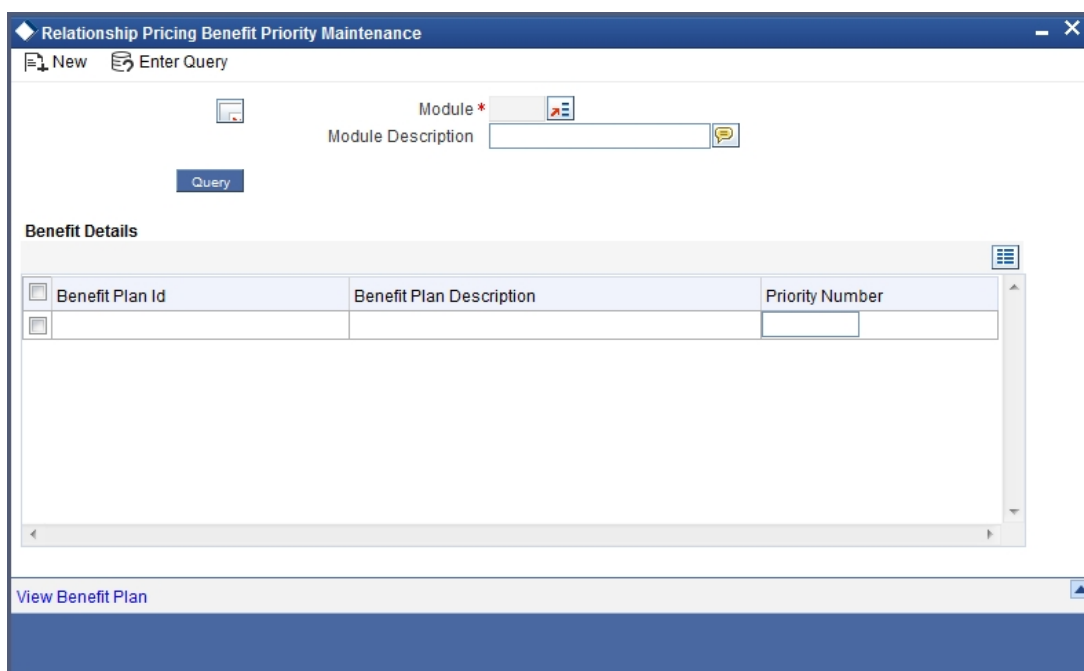 Relationship Pricing Benefit Priority Maintenance
New Enter Query
Module *
Module Description
Query
Benefit Details
Benefit Plan Id Benefit Plan Description Priority Number
View Benefit Plan